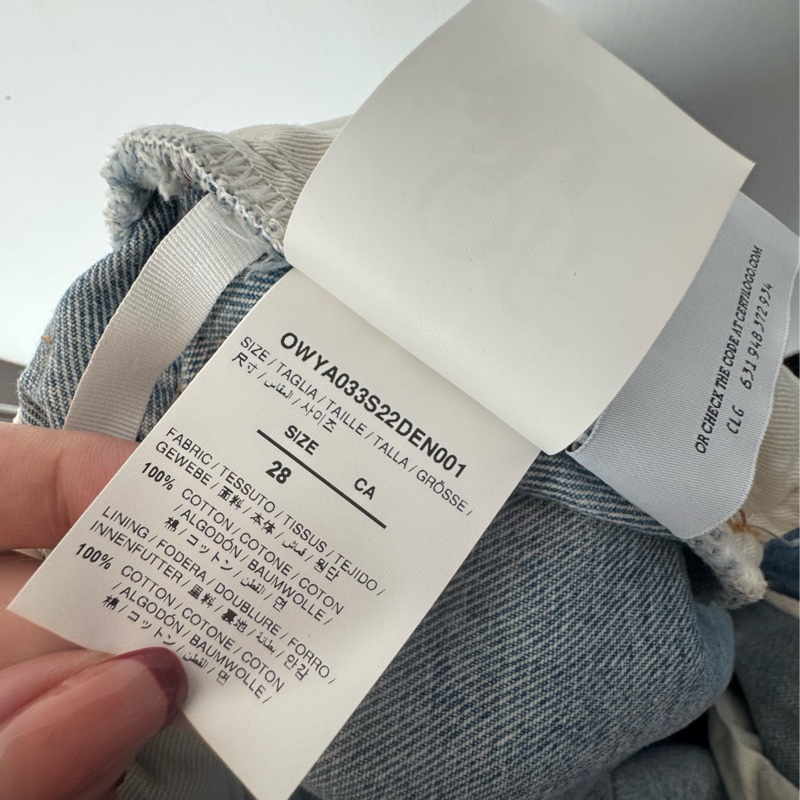 OWYA033S22DEN001
SIZE / TAGLIA / TAILLE / TALLA / GRÖSSE /
尺寸 / المقاس / 사이즈
SIZE CA
28
FABRIC / TESSUTO / TISSUS / TEJIDO /
GEWEBE / 面料 / 本体 / قماش / 원단
100% COTTON / COTONE / COTON
/ ALGODÓN / BAUMWOLLE /
棉 / コットン / القطن / 면
LINING / FODERA / DOUBLURE / FORRO /
INNENFUTTER / 里料 / 裏地 / بطانة / 안감
100% COTTON / COTONE / COTON
/ ALGODÓN / BAUMWOLLE /
棉 / コットン / القطن / 면
OR CHECK THE CODE AT CERTILOGO.COM
CLG 631 948 372 934